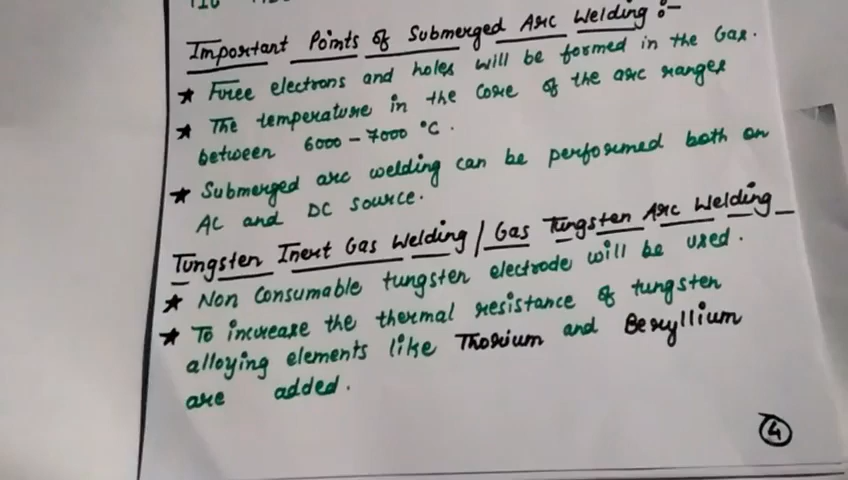 Important Points of Submerged Arc Welding :-
★ Free electrons and holes will be formed in the Gas.
★ The temperature in the core of the arc ranges
between 6000 - 7000 °C.
★ Submerged arc welding can be performed both on
AC and DC source.
Tungsten Inert Gas Welding / Gas Tungsten Arc Welding
★ Non Consumable tungsten electrode will be used.
★ To increase the thermal resistance of tungsten
alloying elements like Thorium and Beryllium
are added.
4